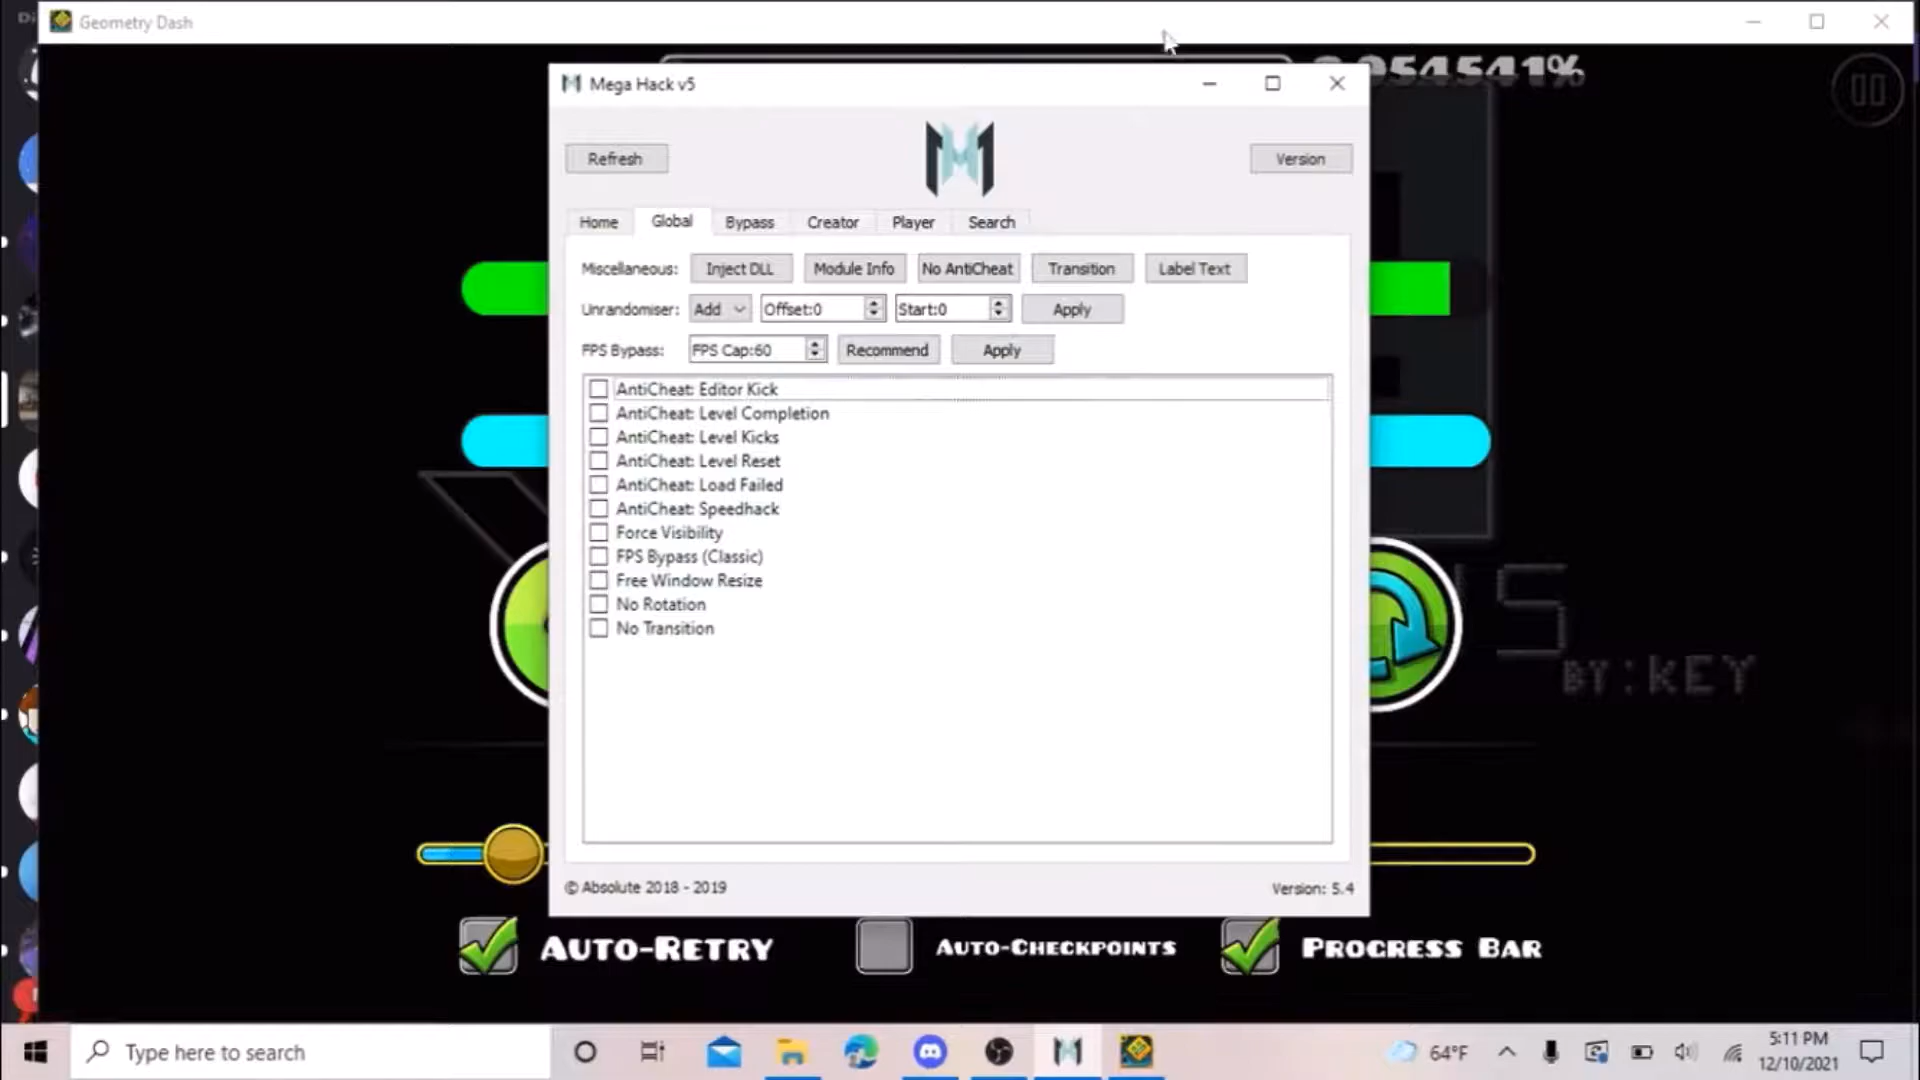 Geometry Dash
954541%
Mega Hack v5
Refresh
Version
Home
Global
Bypass
Creator
Player
Search
Miscellaneous:
Inject DLL
Module Info
No AntiCheat
Transition
Label Text
Unrandomiser:
Add
Offset:0
Start:0
Apply
FPS Bypass:
FPS Cap:60
Recommend
Apply
AntiCheat: Editor Kick
AntiCheat: Level Completion
AntiCheat: Level Kicks
AntiCheat: Level Reset
AntiCheat: Load Failed
AntiCheat: Speedhack
Force Visibility
FPS Bypass (Classic)
Free Window Resize
No Rotation
No Transition
BY:KEY
© Absolute 2018 - 2019
Version: 5.4
Auto-Retry
Auto-Checkpoints
Progress Bar
Type here to search
64°F
5:11 PM
12/10/2021